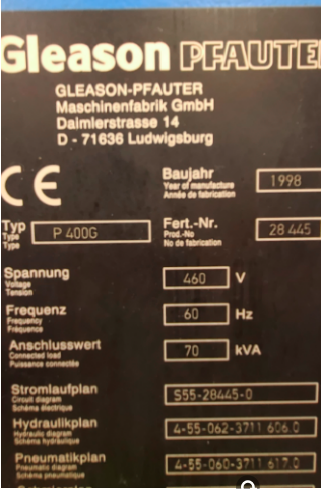 Gleason PFAUTE
GLEASON-PFAUTER
Maschinenfabrik GmbH
Daimlerstrasse 14
D - 71636 Ludwigsburg
CE
Baujahr 1998
Year of manufacture
Année de fabrication
Typ P 400G
Type
Type
Fert.-Nr. 28 445
Prod.-No
No de fabrication
Spannung 460 V
Voltage
Tension
Frequenz 60 Hz
Frequency
Fréquence
Anschlusswert 70 kVA
Connected load
Puissance connectée
Stromlaufplan S55-28445-0
Circuit diagram
Schéma électrique
Hydraulikplan 4-55-062-3711 606.0
Hydraulic diagram
Schéma hydraulique
Pneumatikplan 4-55-060-3711 617.0
Pneumatic diagram
Schéma pneumatique